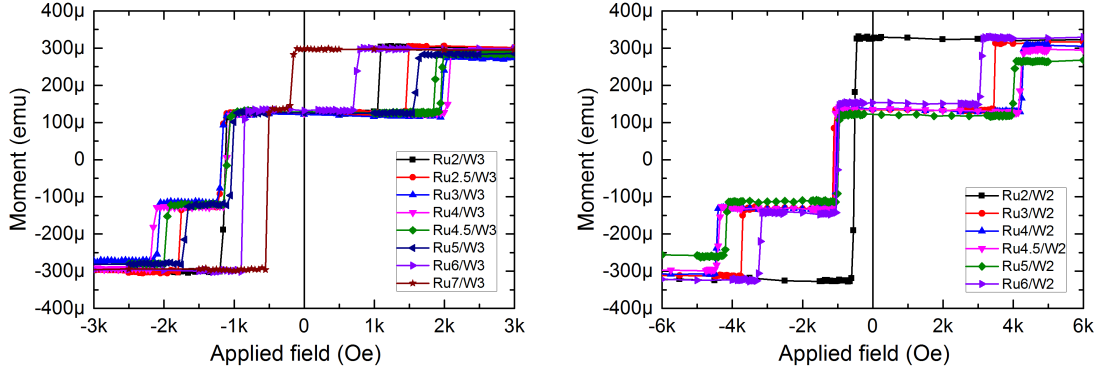 400µ
300µ
200µ
100µ
0
-100µ
-200µ
-300µ
-400µ
Moment (emu)
-3k -2k -1k 0 1k 2k 3k
Applied field (Oe)
Ru2/W3
Ru2.5/W3
Ru3/W3
Ru4/W3
Ru4.5/W3
Ru5/W3
Ru6/W3
Ru7/W3
400µ
300µ
200µ
100µ
0
-100µ
-200µ
-300µ
-400µ
Moment (emu)
-6k -4k -2k 0 2k 4k 6k
Applied field (Oe)
Ru2/W2
Ru3/W2
Ru4/W2
Ru4.5/W2
Ru5/W2
Ru6/W2